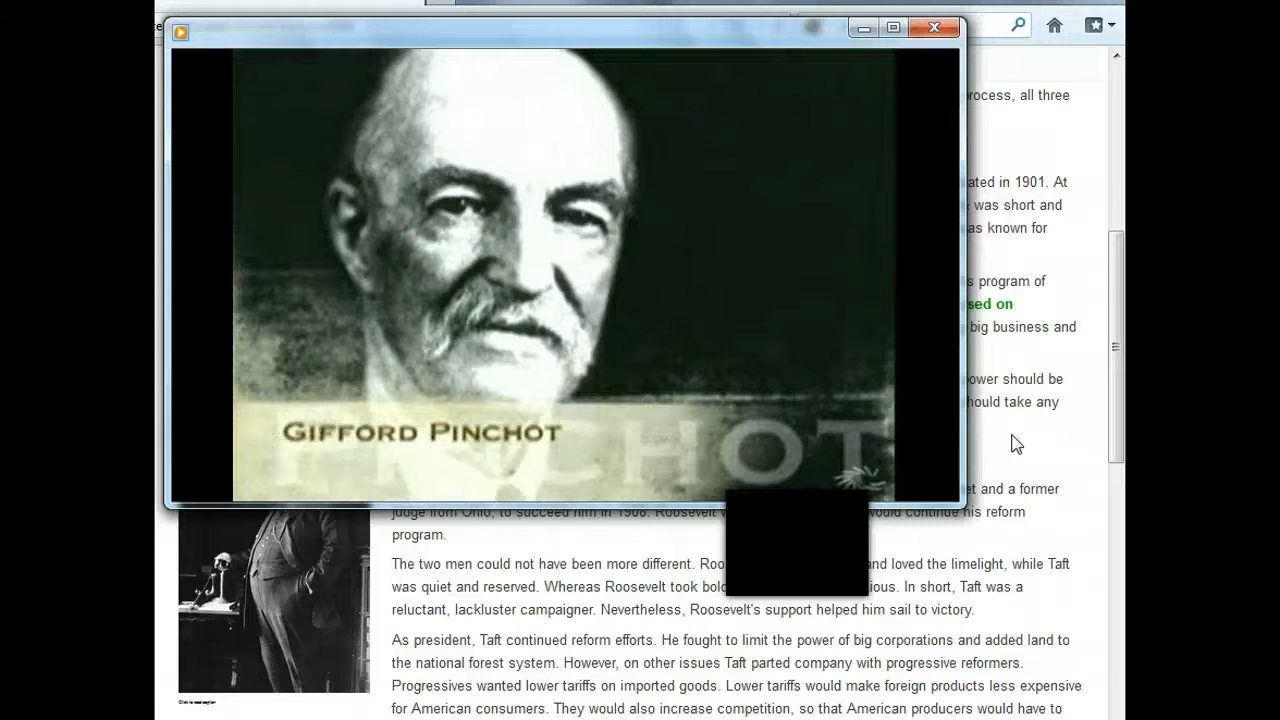 GIFFORD PINCHOT
PINCHOT
process, all three
ated in 1901. At
was short and
as known for
s program of
sed on
big business and
power should be
hould take any
et and a former
judge from Ohio, to succeed him in 1908. Roosevelt would continue his reform
program.
The two men could not have been more different. Roo and loved the limelight, while Taft
was quiet and reserved. Whereas Roosevelt took bold ious. In short, Taft was a
reluctant, lackluster campaigner. Nevertheless, Roosevelt's support helped him sail to victory.
As president, Taft continued reform efforts. He fought to limit the power of big corporations and added land to
the national forest system. However, on other issues Taft parted company with progressive reformers.
Progressives wanted lower tariffs on imported goods. Lower tariffs would make foreign products less expensive
for American consumers. They would also increase competition, so that American producers would have to